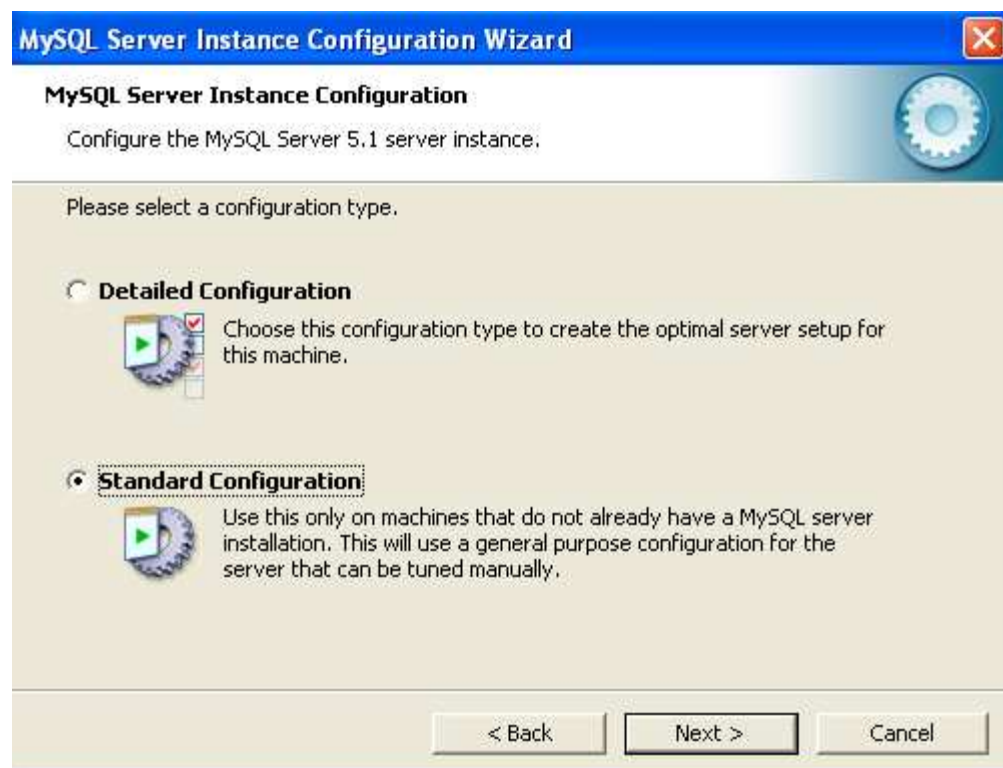 MySQL Server Instance Configuration Wizard
MySQL Server Instance Configuration
Configure the MySQL Server 5.1 server instance.
Please select a configuration type.
Detailed Configuration
Choose this configuration type to create the optimal server setup for
this machine.
Standard Configuration
Use this only on machines that do not already have a MySQL server
installation. This will use a general purpose configuration for the
server that can be tuned manually.
< Back
Next >
Cancel